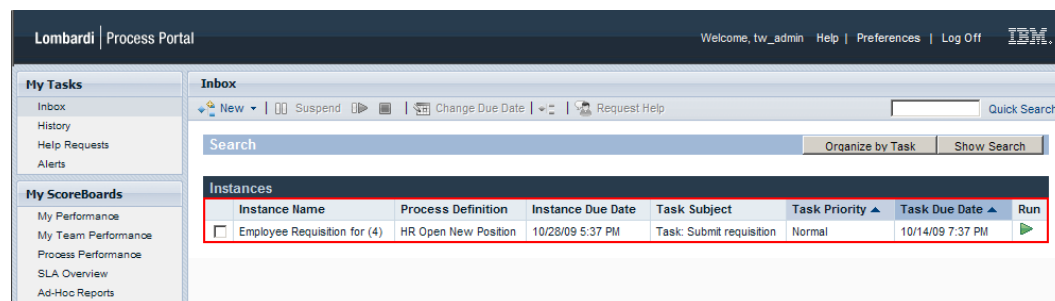 Lombardi | Process Portal
Welcome, tw_admin Help | Preferences | Log Off IBM.
My Tasks
Inbox
History
Help Requests
Alerts
My ScoreBoards
My Performance
My Team Performance
Process Performance
SLA Overview
Ad-Hoc Reports
Inbox
New Suspend Change Due Date Request Help Quick Search
Search Organize by Task Show Search
Instances
Instance Name Process Definition Instance Due Date Task Subject Task Priority Task Due Date Run
Employee Requisition for (4) HR Open New Position 10/28/09 5:37 PM Task: Submit requisition Normal 10/14/09 7:37 PM